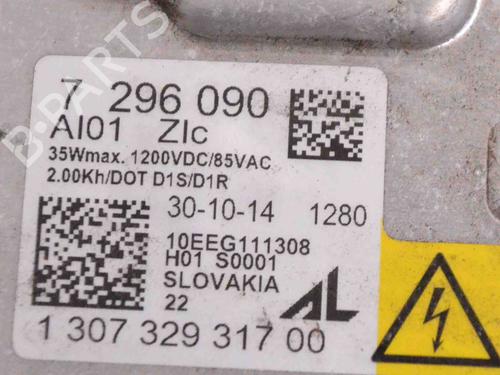 B-PARTS
7 296 090
AI01 ZIc
35Wmax. 1200VDC/85VAC
2.00Kh/DOT D1S/D1R
30-10-14 1280
10EEG111308
H01 S0001
SLOVAKIA
22 AL
1 307 329 317 00